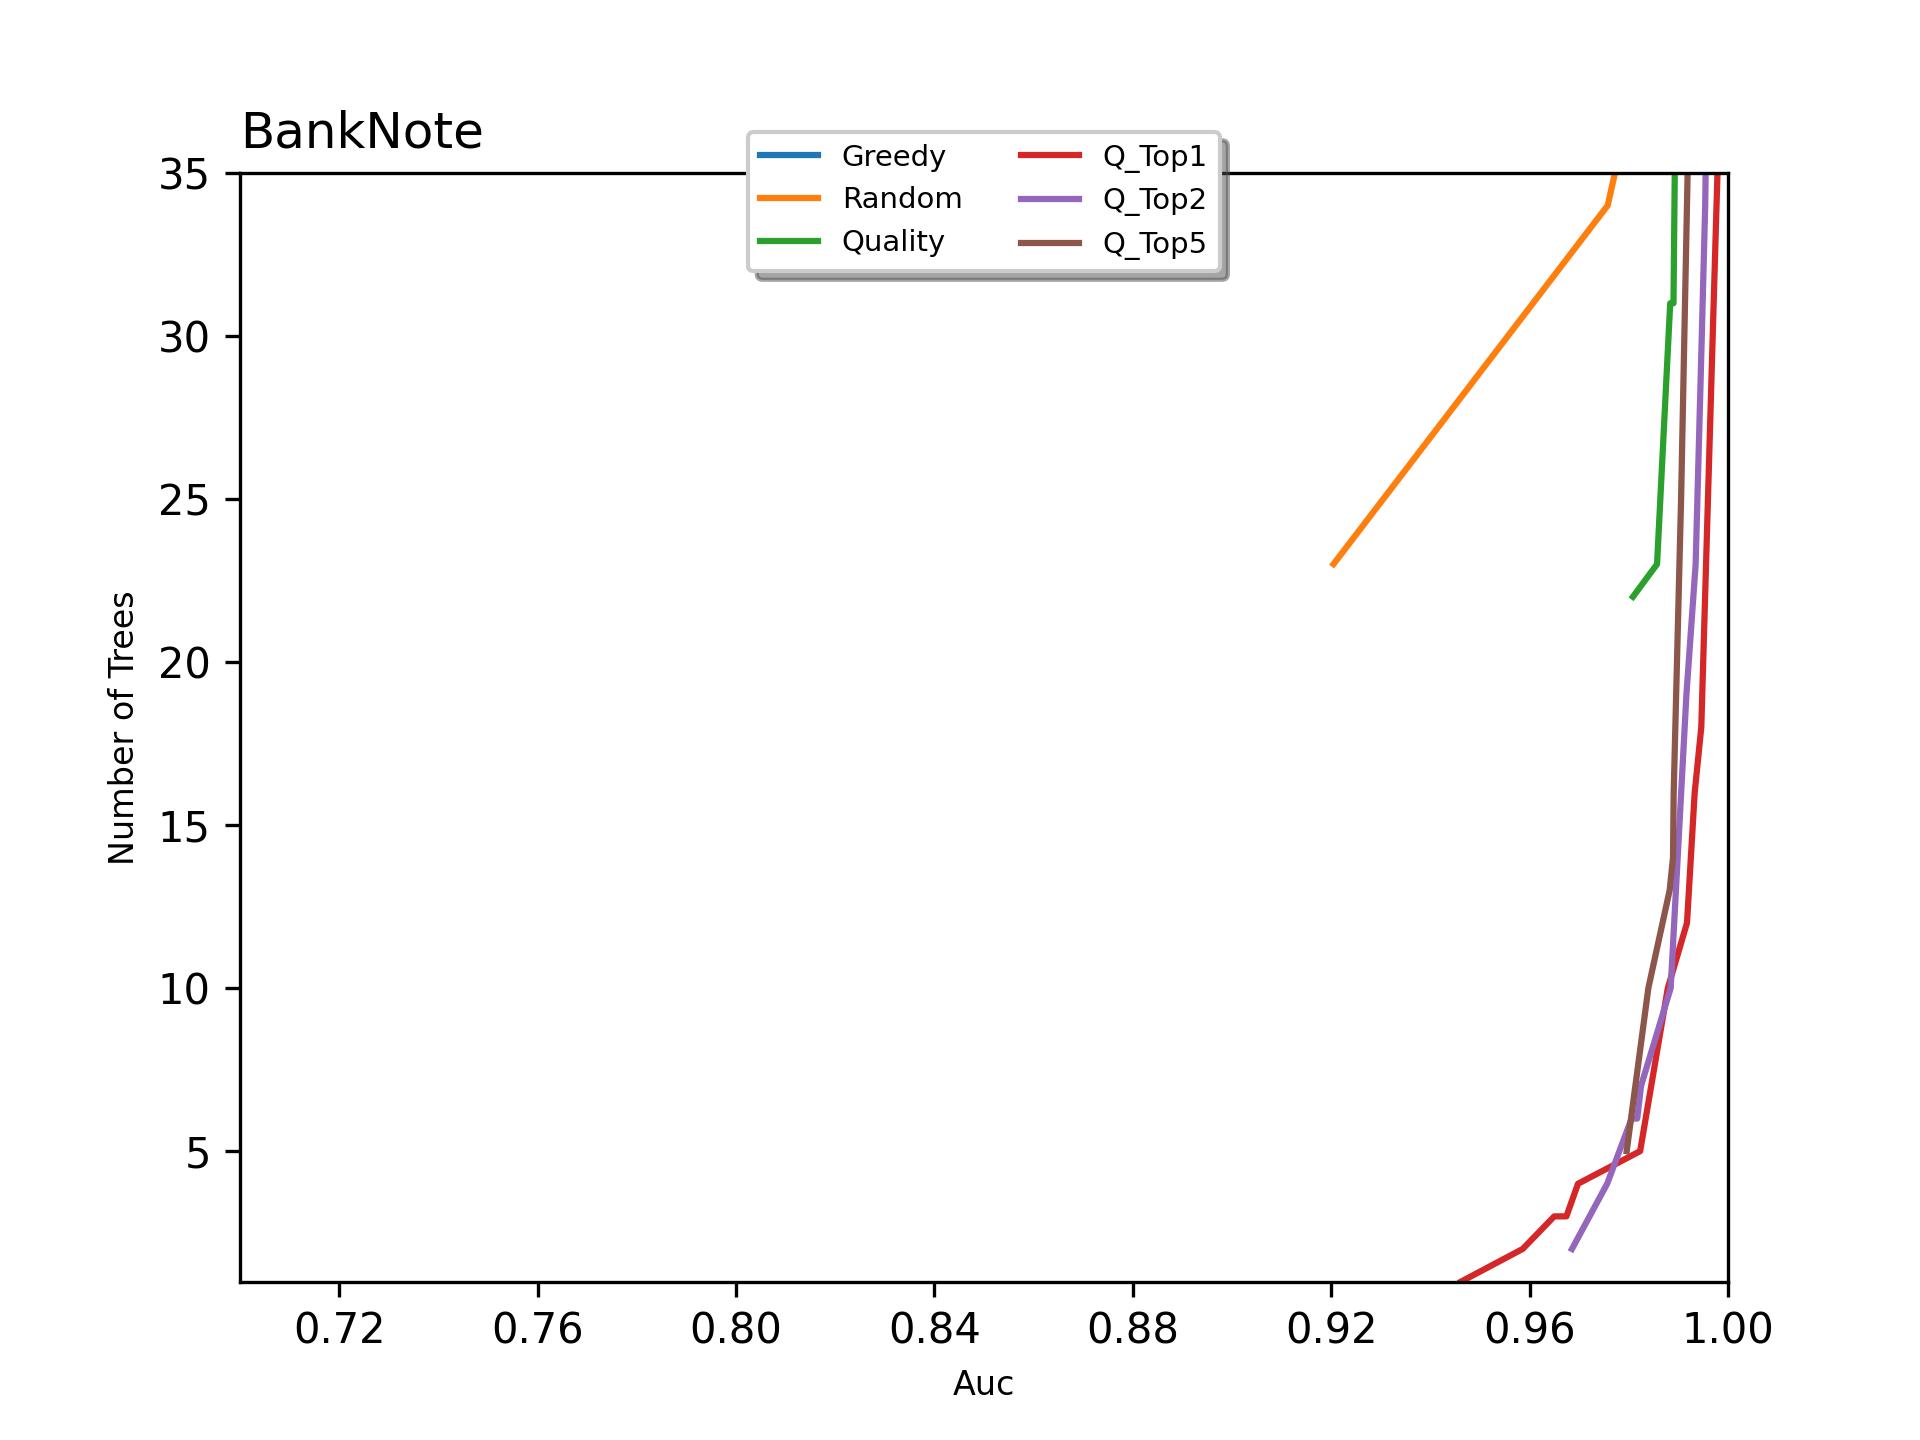 BankNote
Greedy
Random
Quality
Q_Top1
Q_Top2
Q_Top5
35
30
25
20
15
10
5
Number of Trees
0.72 0.76 0.80 0.84 0.88 0.92 0.96 1.00
Auc